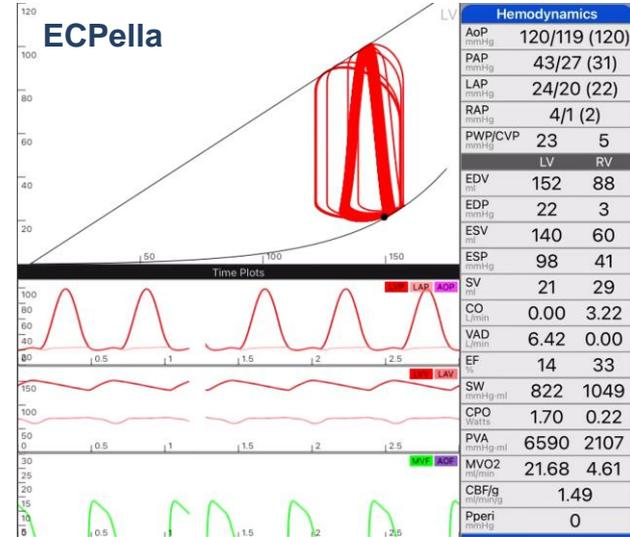 120
LV
ECPella
100
80
60
40
20
50
100
150
Time Plots
100
80
60
40
20
LVP LAP AOP
0.5
1
1.5
2
2.5
150
100
50
LVV LAV
0.5
1
1.5
2
2.5
30
25
20
15
10
5
MVF AOF
0.5
1
1.5
2
2.5
Hemodynamics
AoP mmHg 120/119 (120)
PAP mmHg 43/27 (31)
LAP mmHg 24/20 (22)
RAP mmHg 4/1 (2)
PWP/CVP mmHg 23 5
LV RV
EDV ml 152 88
EDP mmHg 22 3
ESV ml 140 60
ESP mmHg 98 41
SV ml 21 29
CO L/min 0.00 3.22
VAD L/min 6.42 0.00
EF % 14 33
SW mmHg·ml 822 1049
CPO Watts 1.70 0.22
PVA mmHg·ml 6590 2107
MVO2 ml/min 21.68 4.61
CBF/g ml/min/g 1.49
Pperi mmHg 0